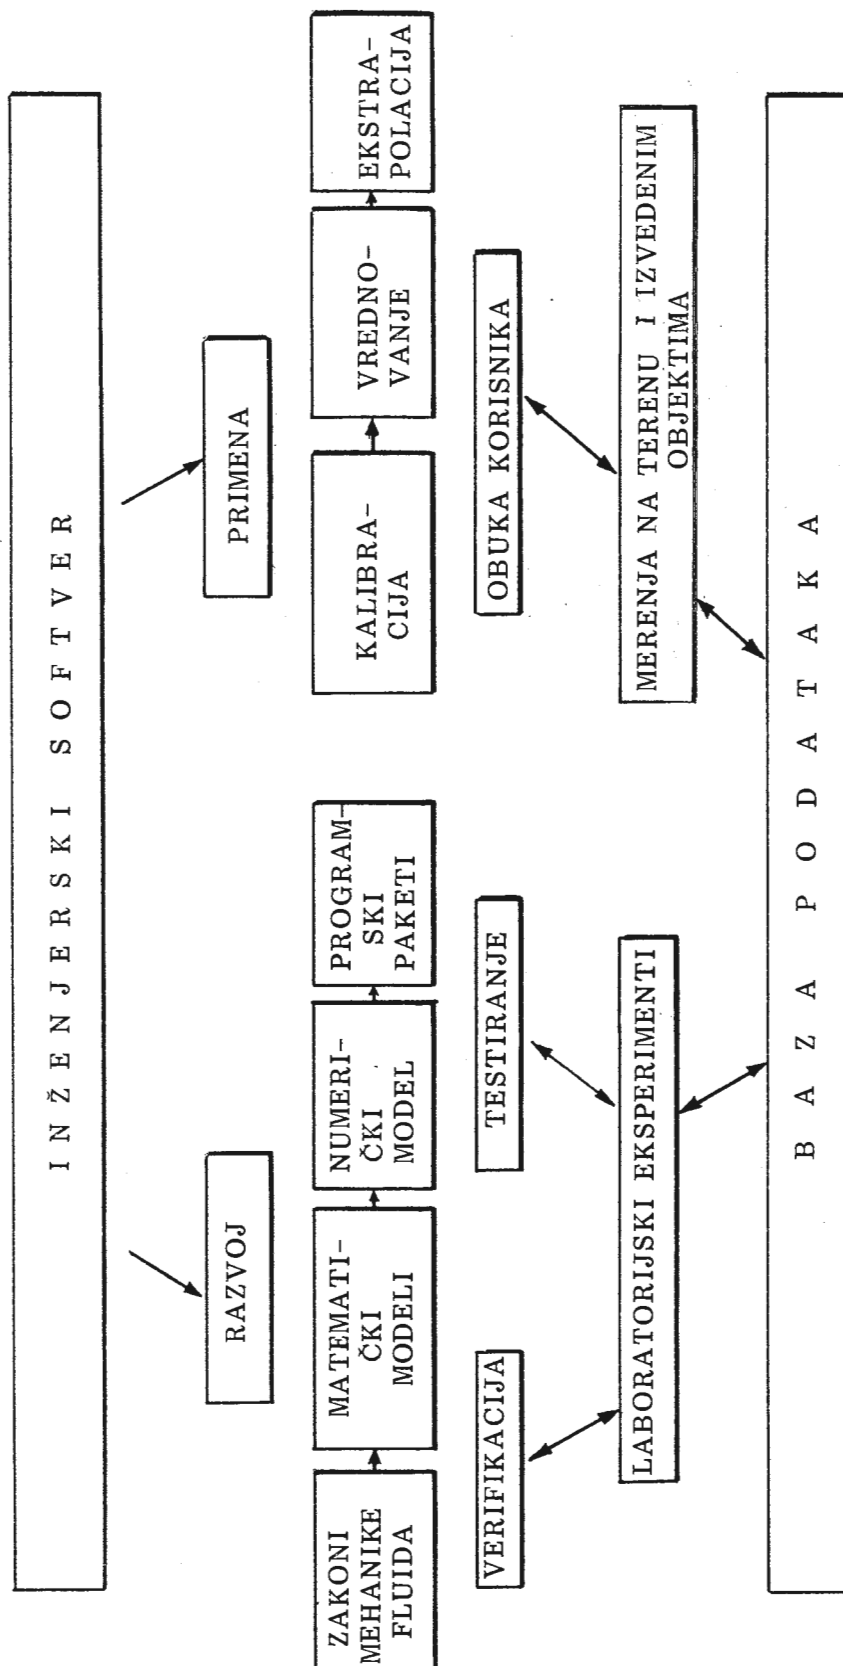 INŽENJERSKI SOFTVER
RAZVOJ
PRIMENA
ZAKONI
MEHANIKE
FLUIDA
MATEMATI-
ČKI
MODELI
NUMERI-
ČKI
MODEL
PROGRAM-
SKI
PAKETI
KALIBRA-
CIJA
VREDNO-
VANJE
EKSTRA-
POLACIJA
VERIFIKACIJA
TESTIRANJE
OBUKA KORISNIKA
LABORATORIJSKI EKSPERIMENTI
MERENJA NA TERENU I IZVEDENIM
OBJEKTIMA
BAZA PODATAKA